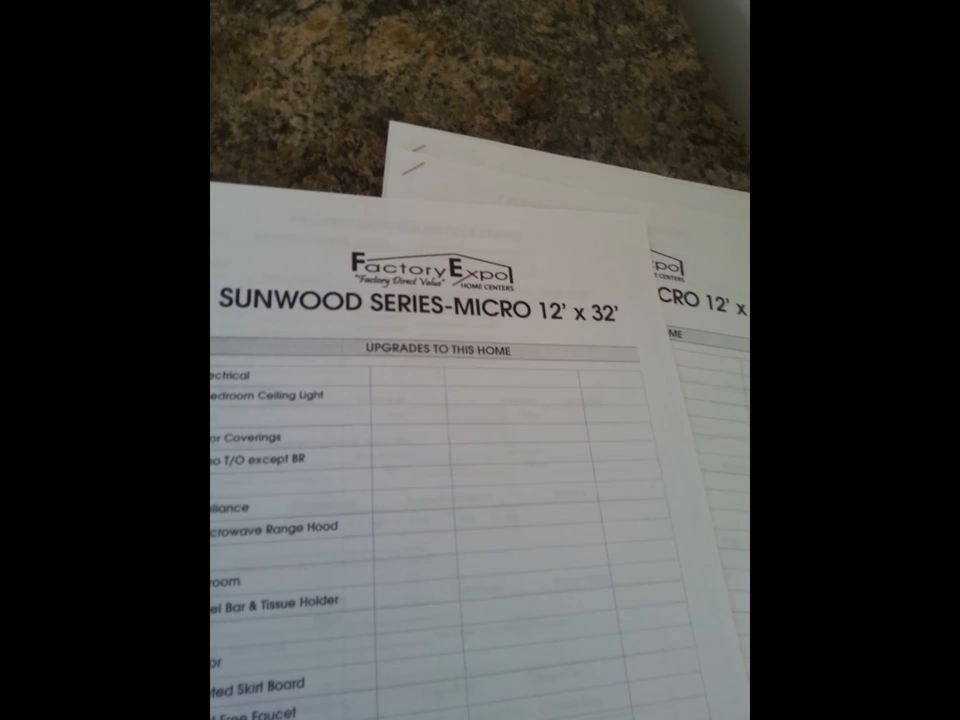 Factory Expo
"Factory Direct Value" HOME CENTERS
SUNWOOD SERIES-MICRO 12' x 32'
UPGRADES TO THIS HOME
ectrical
edroom Ceiling Light
or Coverings
no T/O except BR
liance
crowave Range Hood
room
el Bar & Tissue Holder
or
ted Skirt Board
Free Faucet
xpo
E CENTERS
CRO 12' x
ME